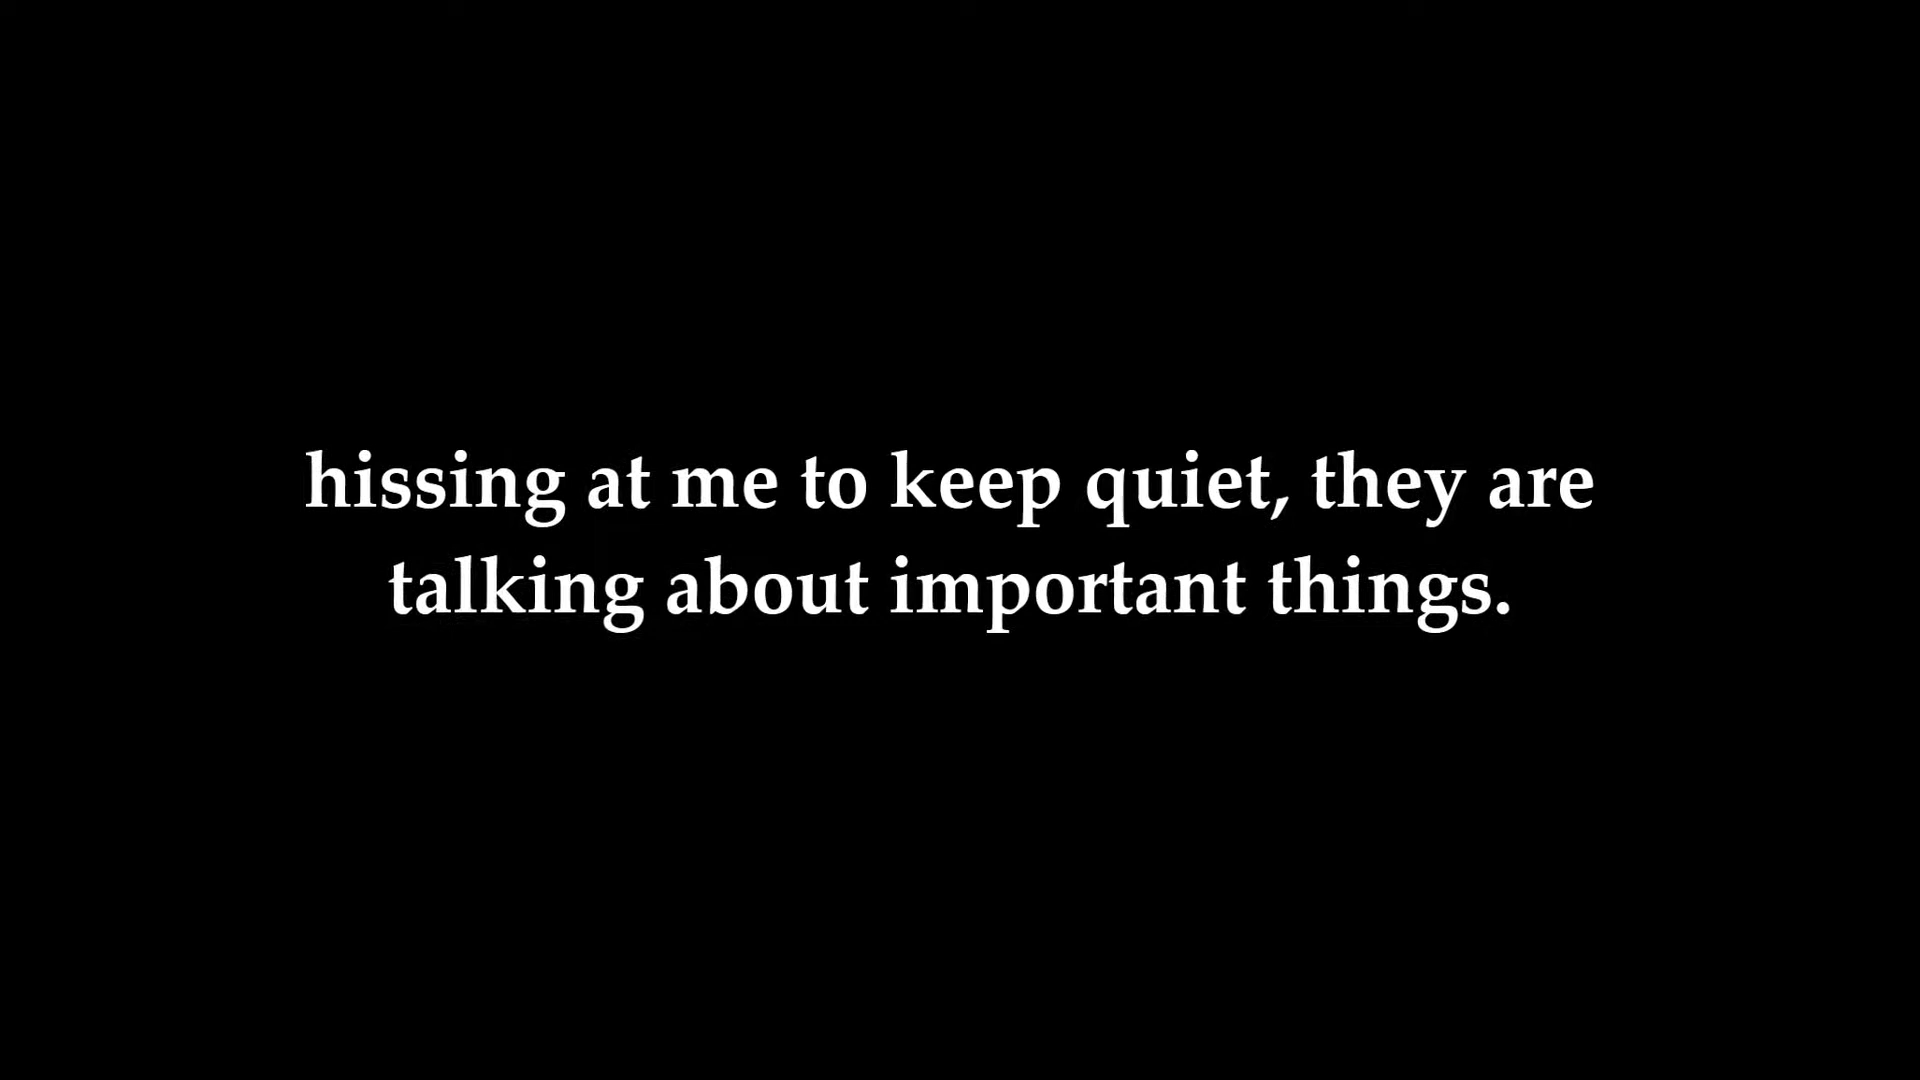 hissing at me to keep quiet, they are
talking about important things.